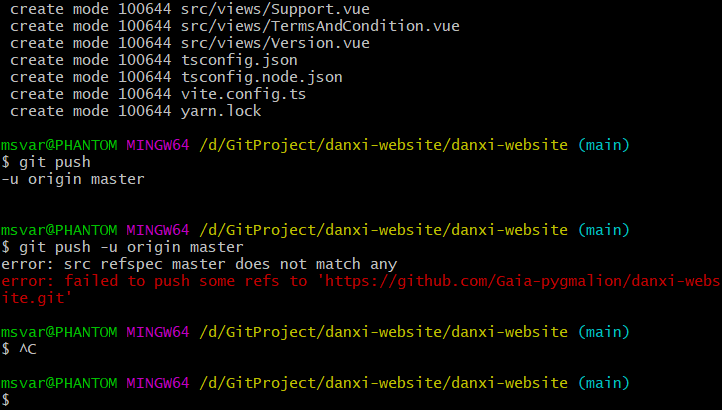 create mode 100644 src/views/Support.vue
create mode 100644 src/views/TermsAndCondition.vue
create mode 100644 src/views/Version.vue
create mode 100644 tsconfig.json
create mode 100644 tsconfig.node.json
create mode 100644 vite.config.ts
create mode 100644 yarn.lock
msvar@PHANTOM MINGW64 /d/GitProject/danxi-website/danxi-website (main)
$ git push
-u origin master
msvar@PHANTOM MINGW64 /d/GitProject/danxi-website/danxi-website (main)
$ git push -u origin master
error: src refspec master does not match any
error: failed to push some refs to 'https://github.com/Gaia-pygmalion/danxi-webs
ite.git'
msvar@PHANTOM MINGW64 /d/GitProject/danxi-website/danxi-website (main)
$ ^C
msvar@PHANTOM MINGW64 /d/GitProject/danxi-website/danxi-website (main)
$